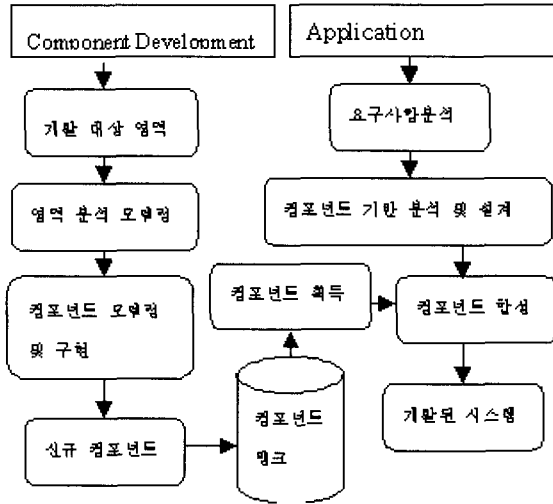 Component Development
Application
개발 대상 영역
요구사항분석
영역 분석 모델링
컴포넌트 기반 분석 및 설계
컴포넌트 모델링
및 구현
컴포넌트 획득
컴포넌트 합성
신규 컴포넌트
컴포넌트
뱅크
개발된 시스템